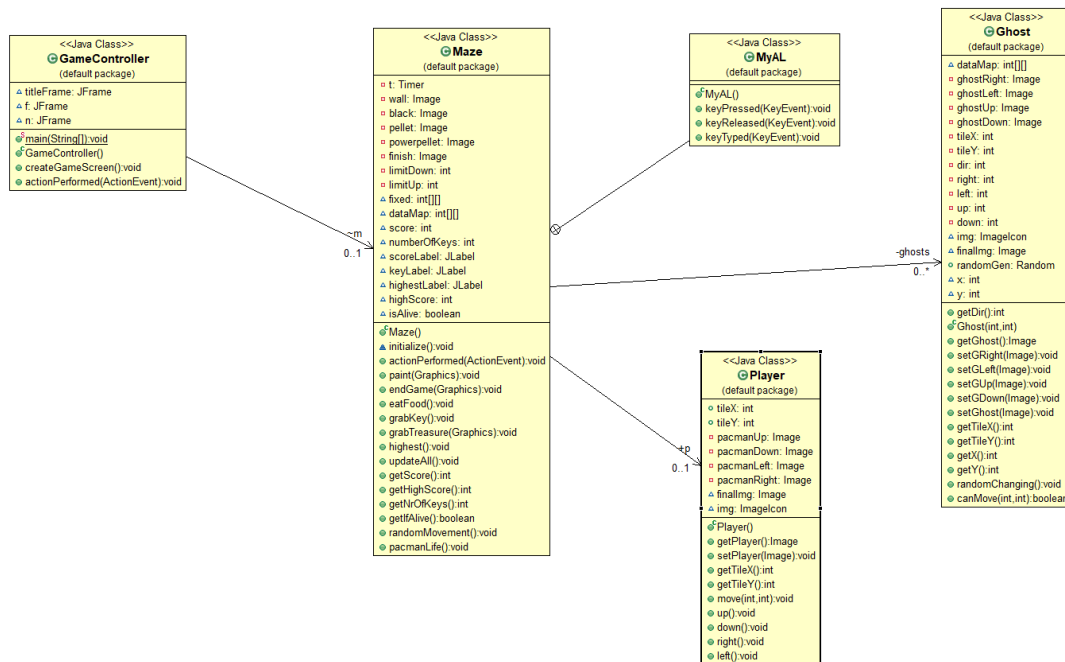 <<Java Class>>
GameController
(default package)
titleFrame: JFrame
f: JFrame
n: JFrame
main(String[]):void
GameController()
createGameScreen():void
actionPerformed(ActionEvent):void
~m
0..1
<<Java Class>>
Maze
(default package)
t: Timer
wall: Image
black: Image
pellet: Image
powerpellet: Image
finish: Image
limitDown: int
limitUp: int
fixed: int[][]
dataMap: int[][]
score: int
numberOfKeys: int
scoreLabel: JLabel
keyLabel: JLabel
highestLabel: JLabel
highScore: int
isAlive: boolean
Maze()
initialize():void
actionPerformed(ActionEvent):void
paint(Graphics):void
endGame(Graphics):void
eatFood():void
grabKey():void
grabTreasure(Graphics):void
highest():void
updateAll():void
getScore():int
getHighScore():int
getNrOfKeys():int
getIfAlive():boolean
randomMovement():void
pacmanLife():void
<<Java Class>>
MyAL
(default package)
MyAL()
keyPressed(KeyEvent):void
keyReleased(KeyEvent):void
keyTyped(KeyEvent):void
-ghosts
0..*
+p
0..1
<<Java Class>>
Player
(default package)
tileX: int
tileY: int
pacmanUp: Image
pacmanDown: Image
pacmanLeft: Image
pacmanRight: Image
finalImg: Image
img: ImageIcon
Player()
getPlayer():Image
setPlayer(Image):void
getTileX():int
getTileY():int
move(int,int):void
up():void
down():void
right():void
left():void
<<Java Class>>
Ghost
(default package)
dataMap: int[][]
ghostRight: Image
ghostLeft: Image
ghostUp: Image
ghostDown: Image
tileX: int
tileY: int
dir: int
right: int
left: int
up: int
down: int
img: ImageIcon
finalImg: Image
randomGen: Random
x: int
y: int
getDir():int
Ghost(int,int)
getGhost():Image
setGRight(Image):void
setGLeft(Image):void
setGUp(Image):void
setGDown(Image):void
setGhost(Image):void
getTileX():int
getTileY():int
getX():int
getY():int
randomChanging():void
canMove(int,int):boolean